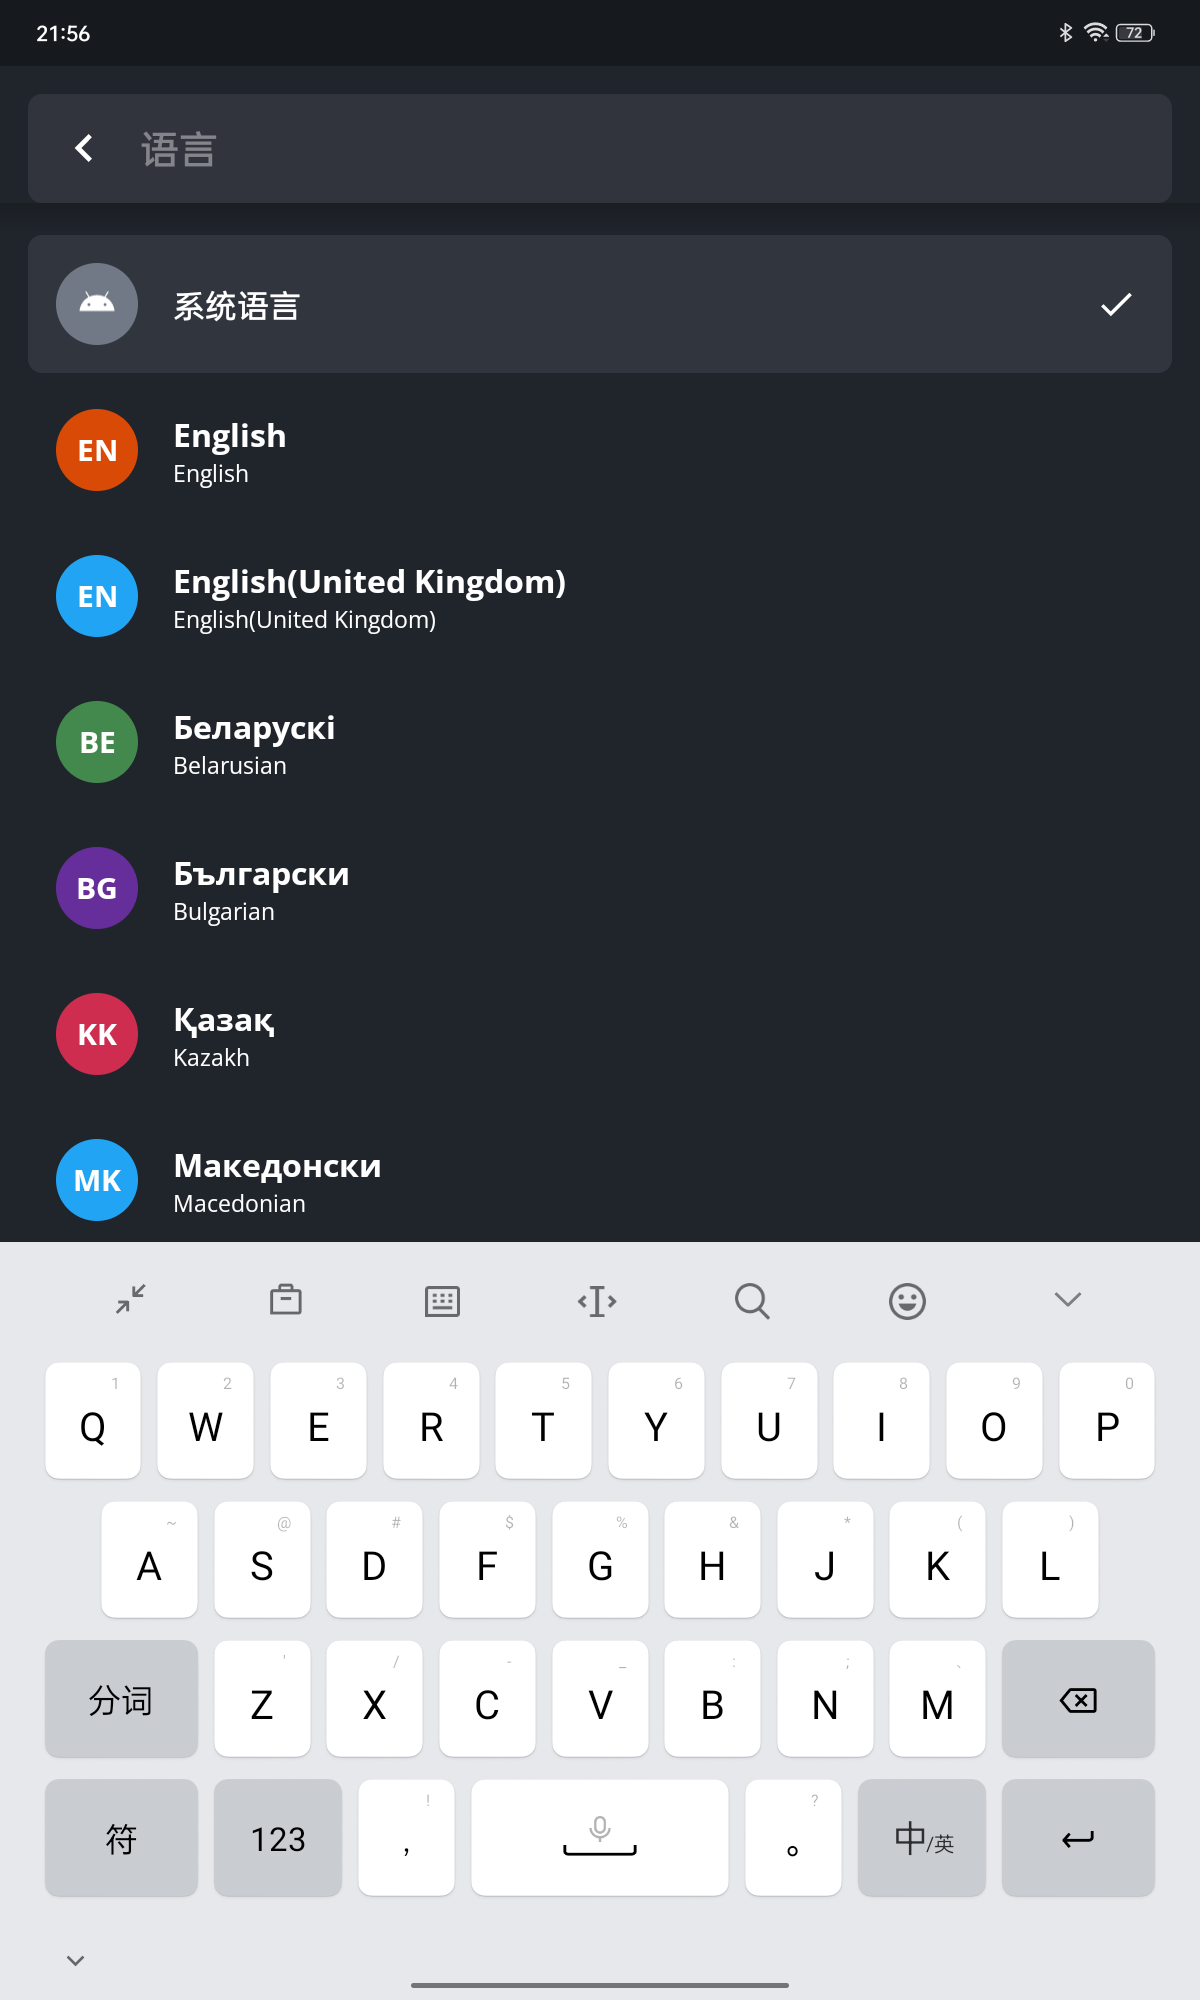 21:56
72
语言
系统语言
EN
English
English
EN
English(United Kingdom)
English(United Kingdom)
BE
Беларускі
Belarusian
BG
Български
Bulgarian
KK
Қазақ
Kazakh
MK
Македонски
Macedonian
1 2 3 4 5 6 7 8 9 0
Q W E R T Y U I O P
~ @ # $ % & * ( )
A S D F G H J K L
' / - _ : ; 、
分词 Z X C V B N M
! ?
符 123 , 。 中/英